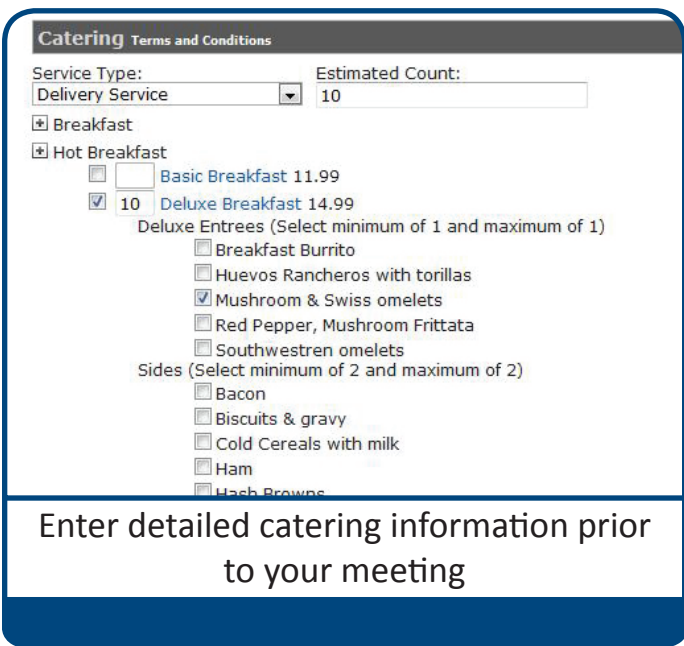 Catering Terms and Conditions
Service Type: Estimated Count:
Delivery Service 10
Breakfast
Hot Breakfast
Basic Breakfast 11.99
10 Deluxe Breakfast 14.99
Deluxe Entrees (Select minimum of 1 and maximum of 1)
Breakfast Burrito
Huevos Rancheros with torillas
Mushroom & Swiss omelets
Red Pepper, Mushroom Frittata
Southwestren omelets
Sides (Select minimum of 2 and maximum of 2)
Bacon
Biscuits & gravy
Cold Cereals with milk
Ham
Hash Browns
Enter detailed catering information prior
to your meeting